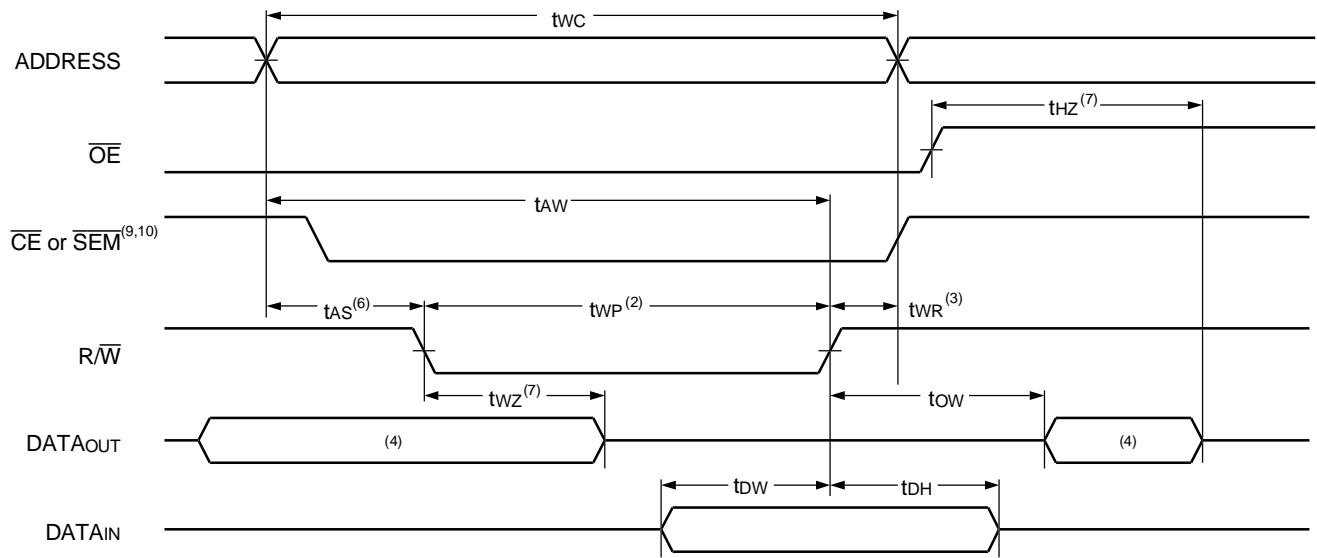 tWC
ADDRESS
tHZ(7)
OE
tAW
CE or SEM(9,10)
tAS(6) tWP(2) tWR(3)
R/W
tWZ(7) tOW
DATAOUT (4) (4)
tDW tDH
DATAIN